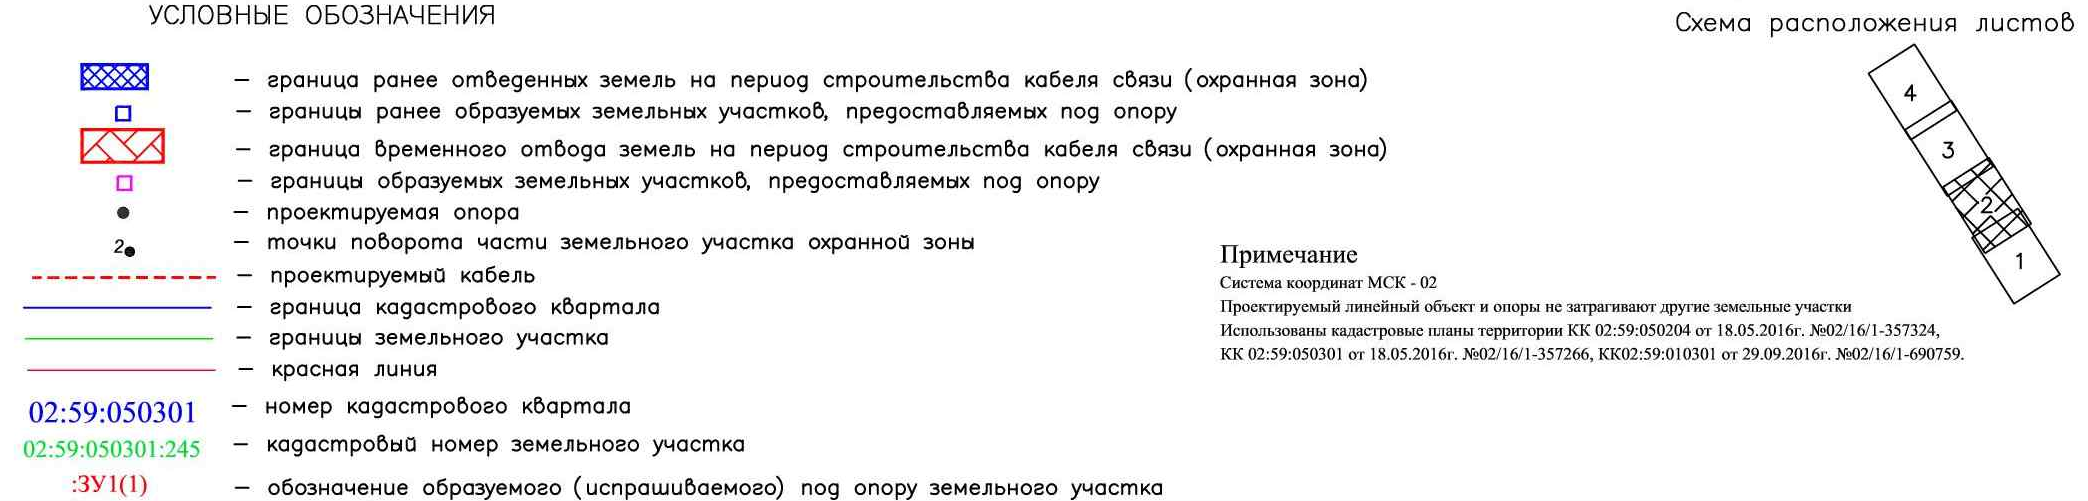 УСЛОВНЫЕ ОБОЗНАЧЕНИЯ
– граница ранее отведенных земель на период строительства кабеля связи (охранная зона)
– границы ранее образуемых земельных участков, предоставляемых под опору
– граница временного отвода земель на период строительства кабеля связи (охранная зона)
– границы образуемых земельных участков, предоставляемых под опору
– проектируемая опора
2 – точки поворота части земельного участка охранной зоны
– проектируемый кабель
– граница кадастрового квартала
– границы земельного участка
– красная линия
02:59:050301 – номер кадастрового квартала
02:59:050301:245 – кадастровый номер земельного участка
:ЗУ1(1) – обозначение образуемого (испрашиваемого) под опору земельного участка
Схема расположения листов
4
3
2
1
Примечание
Система координат МСК - 02
Проектируемый линейный объект и опоры не затрагивают другие земельные участки
Использованы кадастровые планы территории КК 02:59:050204 от 18.05.2016г. №02/16/1-357324,
КК 02:59:050301 от 18.05.2016г. №02/16/1-357266, КК02:59:010301 от 29.09.2016г. №02/16/1-690759.